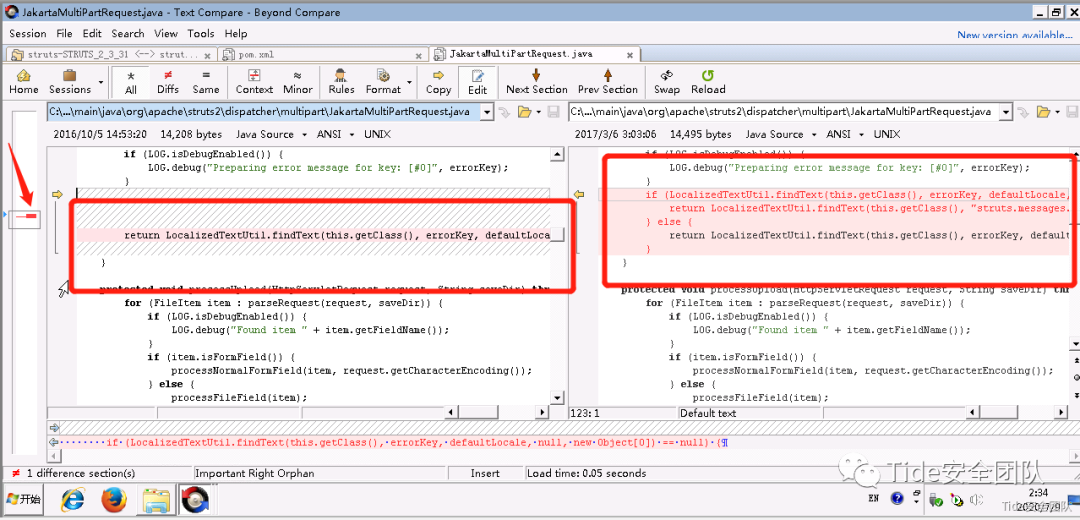 JakartaMultiPartRequest.java - Text Compare - Beyond Compare
Session File Edit Search View Tools Help
New version available...
struts-STRUTS_2_3_31 <--> strut... pom.xml JakartaMultiPartRequest.java
Home Sessions All Diffs Same Context Minor Rules Format Copy Edit Next Section Prev Section Swap Reload
C:\...\main\java\org\apache\struts2\dispatcher\multipart\JakartaMultiPartRequest.java
C:\...\main\java\org\apache\struts2\dispatcher\multipart\JakartaMultiPartRequest.java
2016/10/5 14:53:20 14,208 bytes Java Source ANSI UNIX
2017/3/6 3:03:06 14,495 bytes Java Source ANSI UNIX
if (LOG.isDebugEnabled()) {
LOG.debug("Preparing error message for key: [#0]", errorKey);
}
return LocalizedTextUtil.findText(this.getClass(), errorKey, defaultLoca
}
protected void processUpload(HttpServletRequest request, String saveDir) th
for (FileItem item : parseRequest(request, saveDir)) {
if (LOG.isDebugEnabled()) {
LOG.debug("Found item " + item.getFieldName());
}
if (item.isFormField()) {
processNormalFormField(item, request.getCharacterEncoding());
} else {
processFileField(item);
if (LOG.isDebugEnabled()) {
LOG.debug("Preparing error message for key: [#0]", errorKey);
}
if (LocalizedTextUtil.findText(this.getClass(), errorKey, defaultLocale,
return LocalizedTextUtil.findText(this.getClass(), "struts.messages.
} else {
return LocalizedTextUtil.findText(this.getClass(), errorKey, default
}
}
protected void processUpload(HttpServletRequest request, String saveDir) th
for (FileItem item : parseRequest(request, saveDir)) {
if (LOG.isDebugEnabled()) {
LOG.debug("Found item " + item.getFieldName());
}
if (item.isFormField()) {
processNormalFormField(item, request.getCharacterEncoding());
} else {
processFileField(item);
123: 1 Default text
········if·(LocalizedTextUtil.findText(this.getClass(),·errorKey,·defaultLocale,·null,·new·Object[0])·==·null)·{¶
≠ 1 difference section(s) Important Right Orphan Insert Load time: 0.05 seconds
Tide安全团队
开始 EN 2:34
Tide安全团队